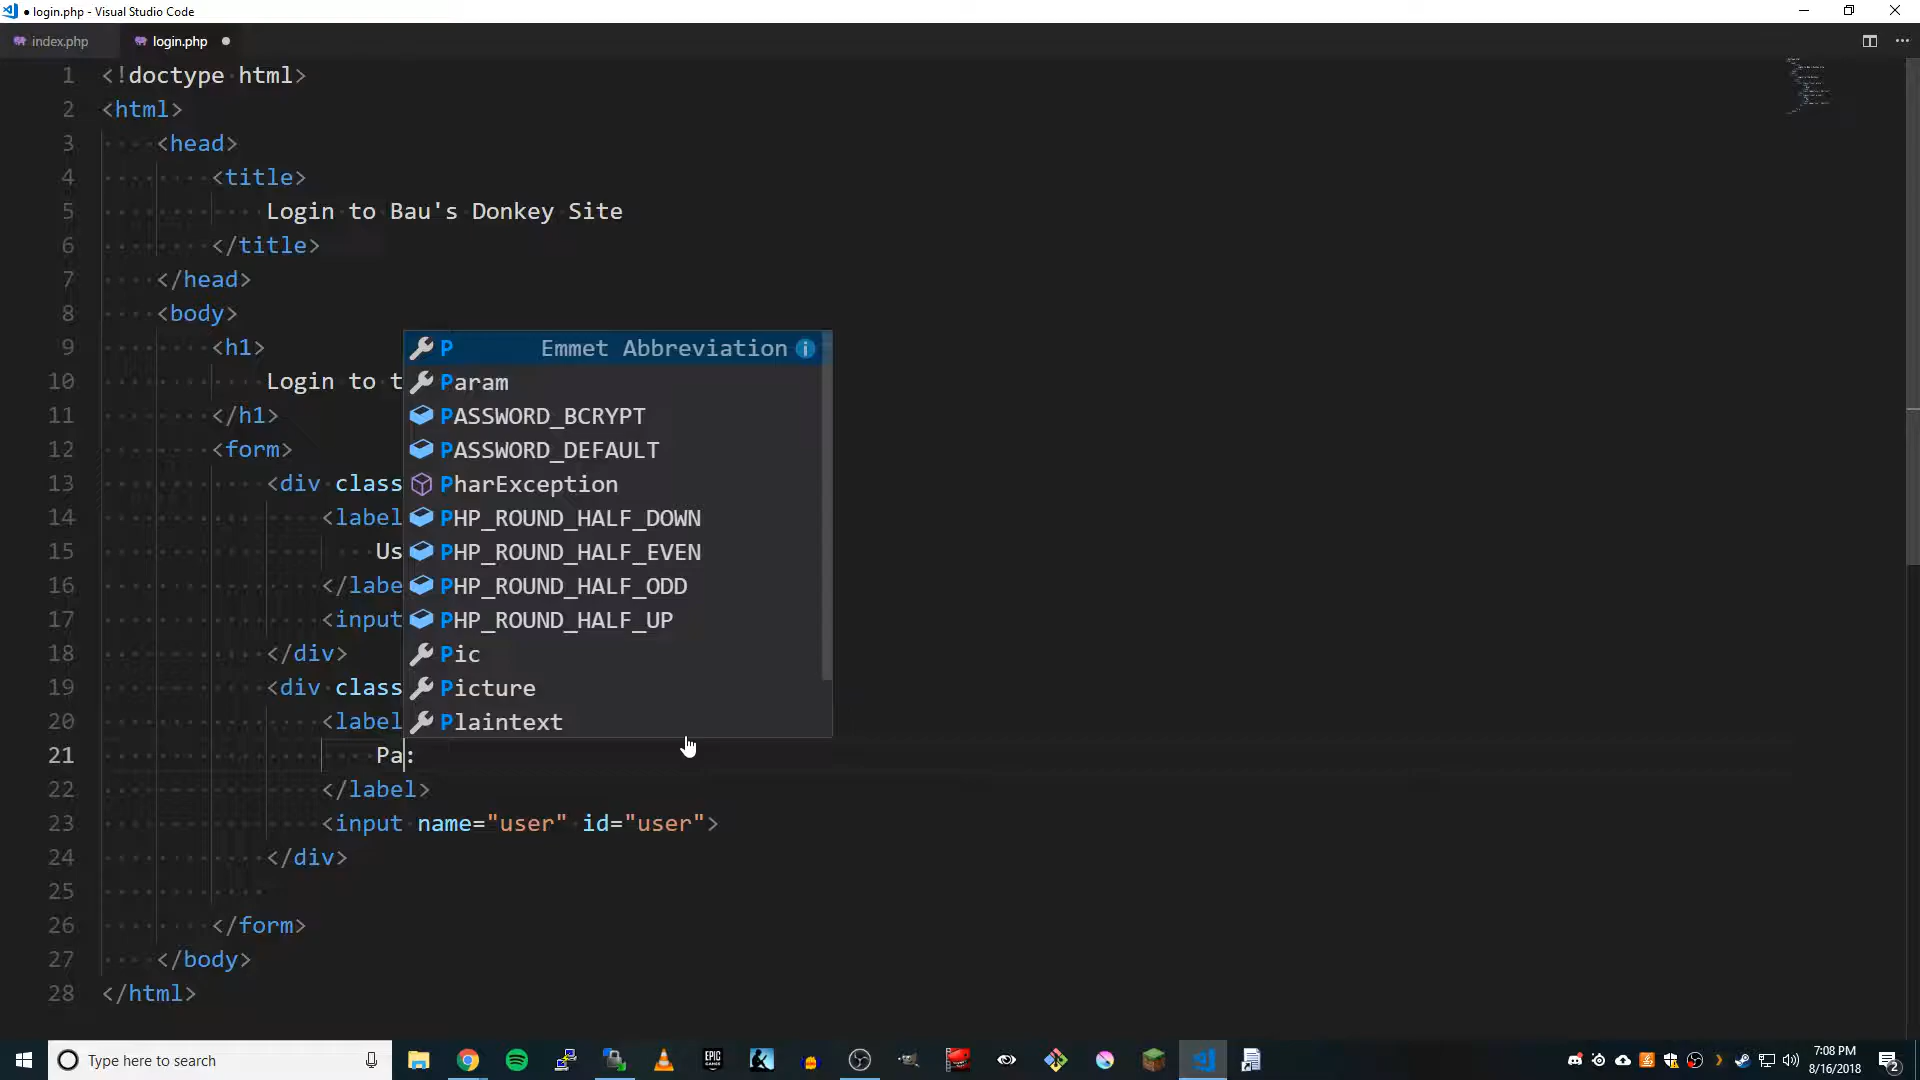 login.php - Visual Studio Code
index.php
login.php
1 <!doctype html>
2 <html>
3 <head>
4 <title>
5 Login to Bau's Donkey Site
6 </title>
7 </head>
8 <body>
9 <h1>
10 Login to t
11 </h1>
12 <form>
13 <div class
14 <label
15 Us
16 </labe
17 <input
18 </div>
19 <div class
20 <label
21 Pa:
22 </label>
23 <input name="user" id="user">
24 </div>
25
26 </form>
27 </body>
28 </html>
P Emmet Abbreviation
Param
PASSWORD_BCRYPT
PASSWORD_DEFAULT
PharException
PHP_ROUND_HALF_DOWN
PHP_ROUND_HALF_EVEN
PHP_ROUND_HALF_ODD
PHP_ROUND_HALF_UP
Pic
Picture
Plaintext
Type here to search
EPIC
GAMES
7:08 PM
8/16/2018
2